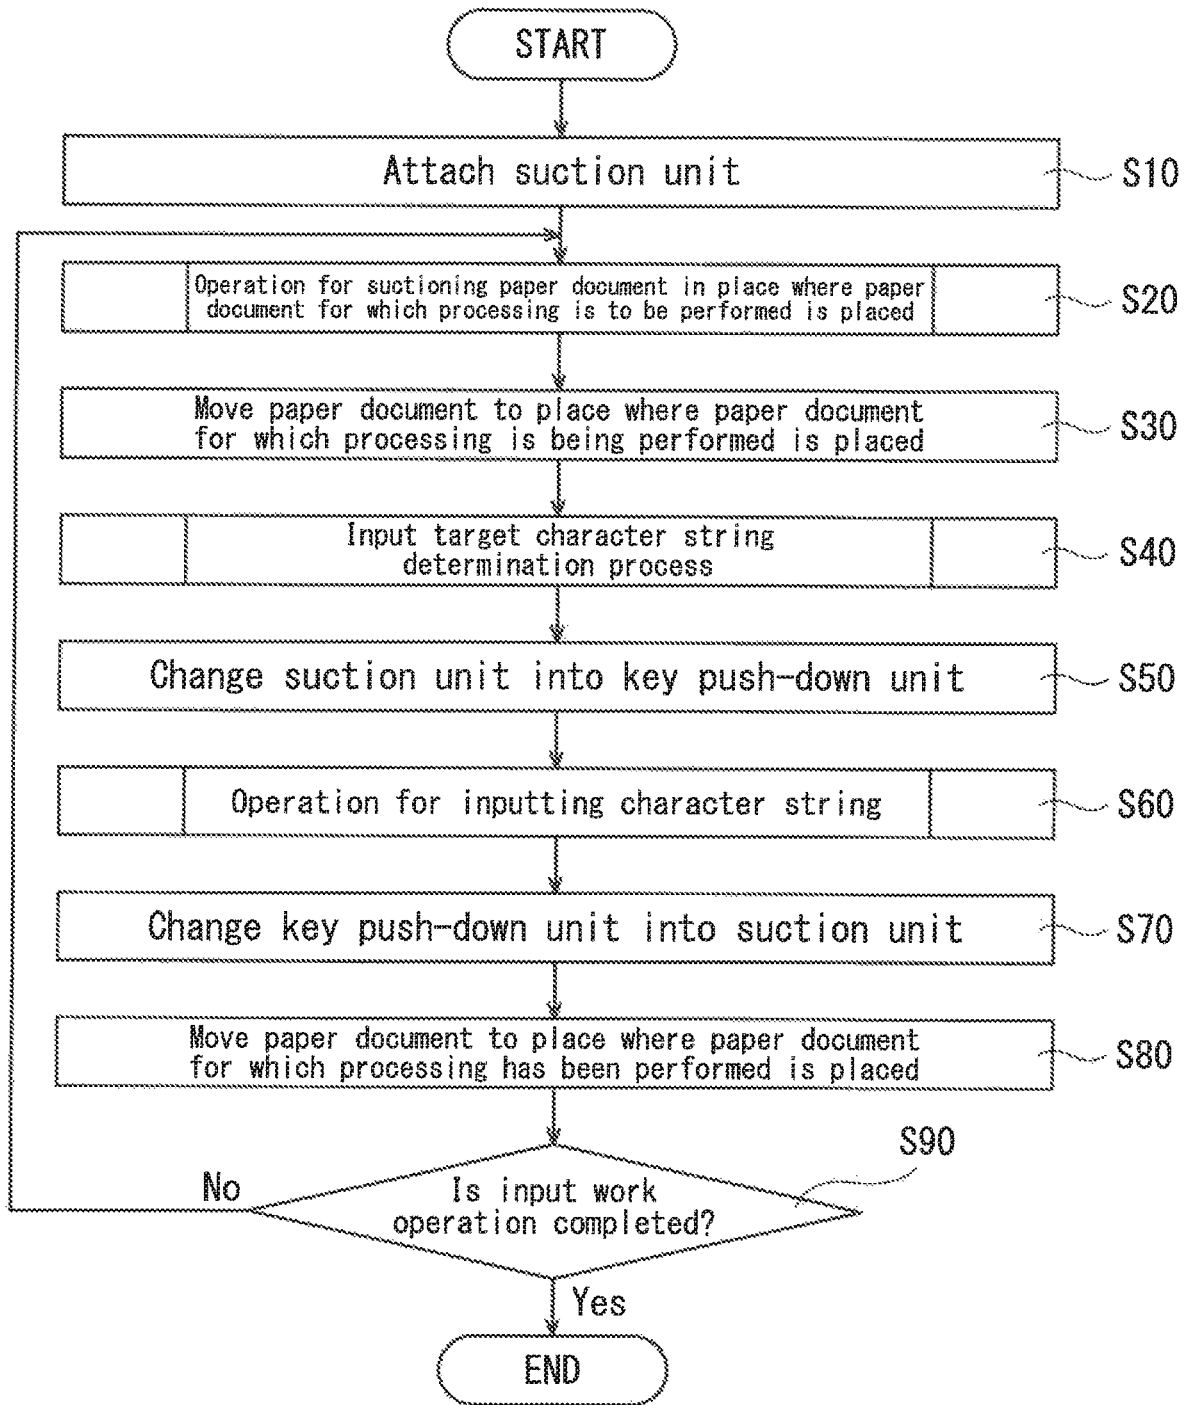 START
Attach suction unit
S10
Operation for suctioning paper document in place where paper
document for which processing is to be performed is placed
S20
Move paper document to place where paper document
for which processing is being performed is placed
S30
Input target character string
determination process
S40
Change suction unit into key push-down unit
S50
Operation for inputting character string
S60
Change key push-down unit into suction unit
S70
Move paper document to place where paper document
for which processing has been performed is placed
S80
S90
No
Is input work
operation completed?
Yes
END